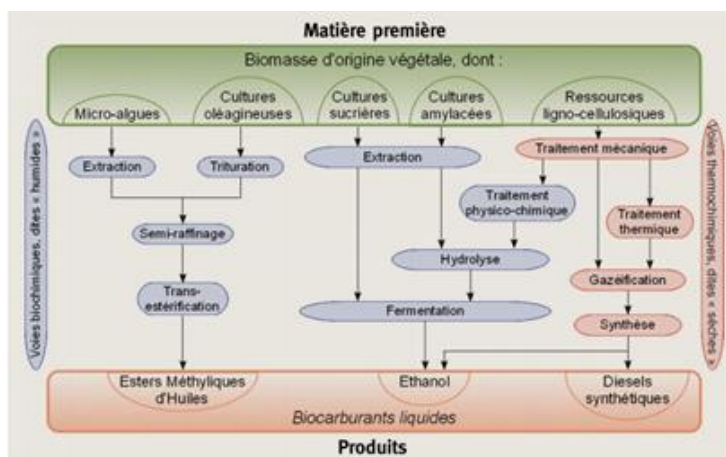 Matière première
Biomasse d'origine végétale, dont :
Micro-algues
Cultures
oléagineuses
Cultures
sucrières
Cultures
amylacées
Ressources
ligno-cellulosiques
Voies biochimiques, dites « humides »
Voies thermochimiques, dites « sèches »
Extraction
Trituration
Extraction
Traitement mécanique
Traitement
physico-chimique
Traitement
thermique
Semi-raffinage
Hydrolyse
Gazéification
Trans-
estérification
Fermentation
Synthèse
Esters Méthyliques
d'Huiles
Ethanol
Diesels
synthétiques
Biocarburants liquides
Produits